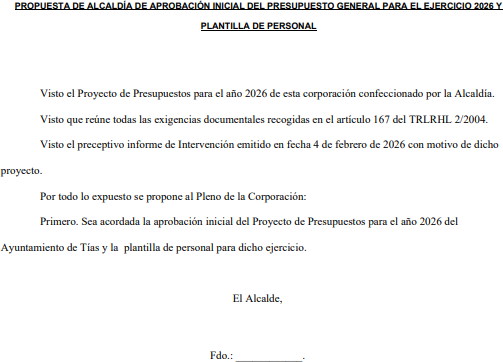 PROPUESTA DE ALCALDÍA DE APROBACIÓN INICIAL DEL PRESUPUESTO GENERAL PARA EL EJERCICIO 2026 Y
PLANTILLA DE PERSONAL
Visto el Proyecto de Presupuestos para el año 2026 de esta corporación confeccionado por la Alcaldía.
Visto que reúne todas las exigencias documentales recogidas en el artículo 167 del TRLRHL 2/2004.
Visto el preceptivo informe de Intervención emitido en fecha 4 de febrero de 2026 con motivo de dicho
proyecto.
Por todo lo expuesto se propone al Pleno de la Corporación:
Primero. Sea acordada la aprobación inicial del Proyecto de Presupuestos para el año 2026 del
Ayuntamiento de Tías y la plantilla de personal para dicho ejercicio.
El Alcalde,
Fdo.: ____________.